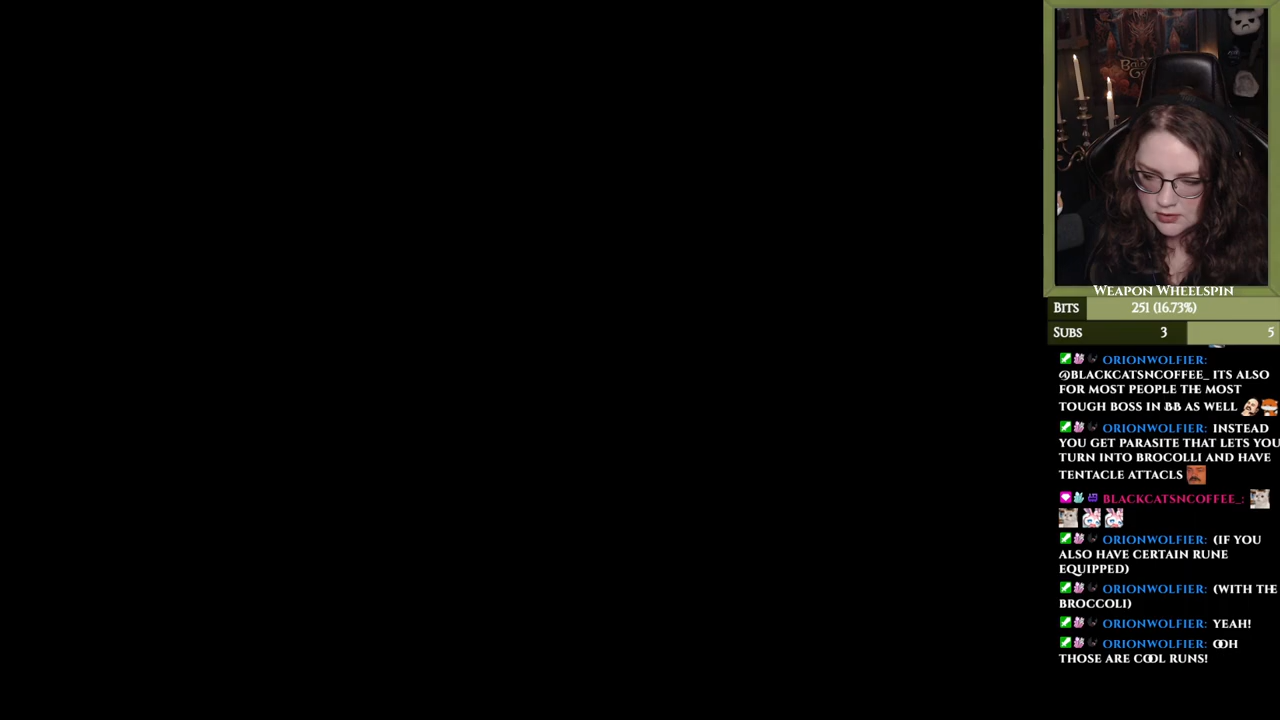 Weapon Wheelspin
Bits 251 (16.73%)
Subs 3 5
ORIONWOLFIER:
@BLACKCATSNCOFFEE_ ITS ALSO
FOR MOST PEOPLE THE MOST
TOUGH BOSS IN BB AS WELL
ORIONWOLFIER: INSTEAD
YOU GET PARASITE THAT LETS YOU
TURN INTO BROCOLLI AND HAVE
TENTACLE ATTACLS
BLACKCATSNCOFFEE_:
ORIONWOLFIER: (IF YOU
ALSO HAVE CERTAIN RUNE
EQUIPPED)
ORIONWOLFIER: (WITH THE
BROCCOLI)
ORIONWOLFIER: YEAH!
ORIONWOLFIER: OOH
THOSE ARE COOL RUNS!